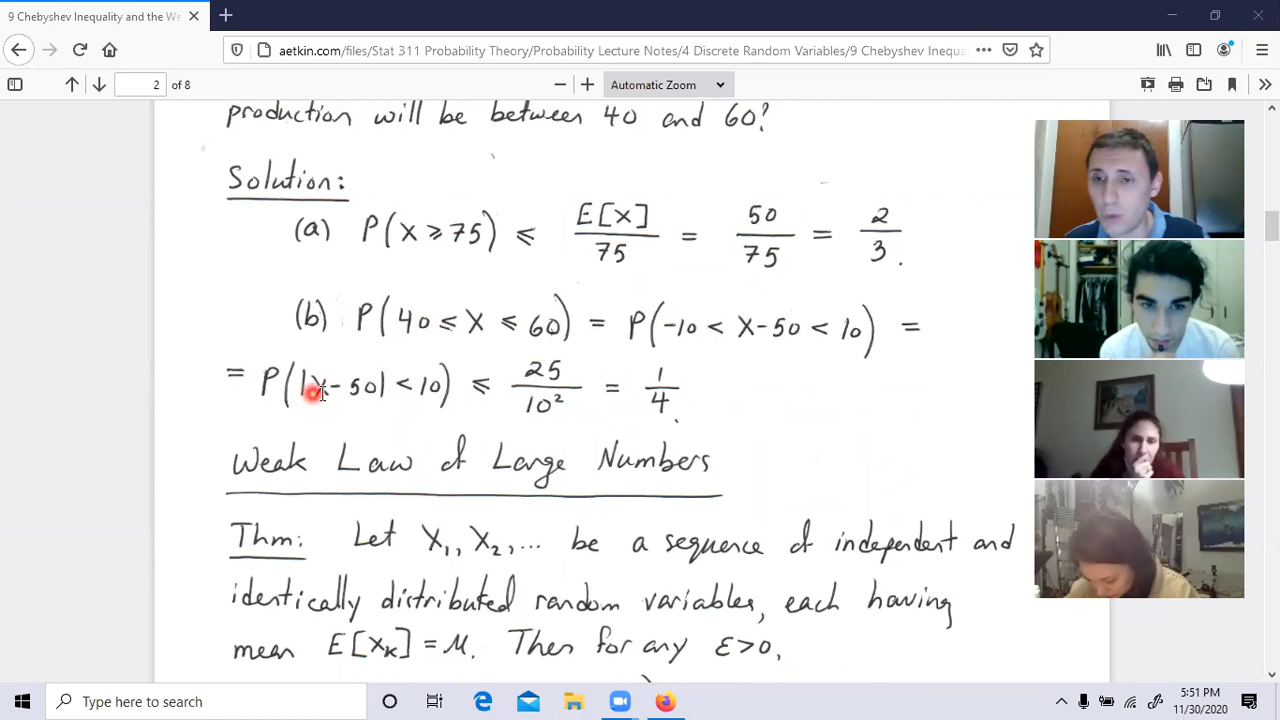 9 Chebyshev Inequality and the We
aetkin.com/files/Stat 311 Probability Theory/Probability Lecture Notes/4 Discrete Random Variables/9 Chebyshev Inequa
2 of 8
Automatic Zoom
production will be between 40 and 60?
Solution:
(a) P(X ≥ 75) ≤ E[X]/75 = 50/75 = 2/3.
(b) P(40 ≤ X ≤ 60) = P(-10 < X-50 < 10) =
= P(|X-50| < 10) ≤ 25/10² = 1/4.
Weak Law of Large Numbers
Thm: Let X₁, X₂, ... be a sequence of independent and
identically distributed random variables, each having
mean E[Xₖ] = μ. Then for any ε>0,
Type here to search
5:51 PM
11/30/2020